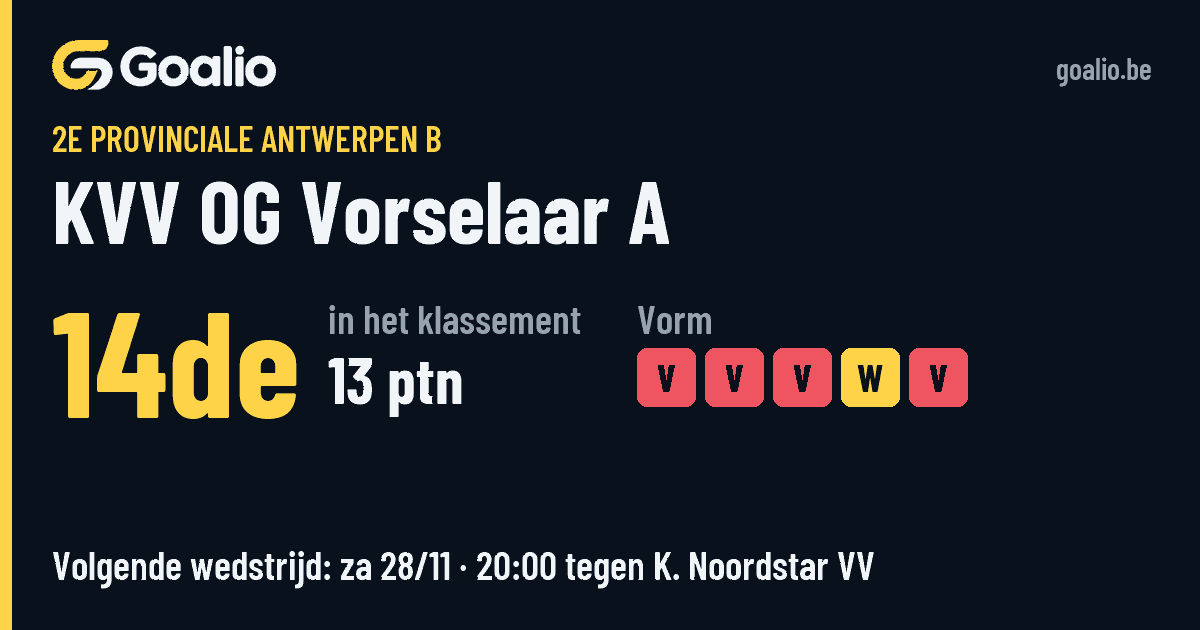 Goalio
goalio.be
2E PROVINCIALE ANTWERPEN B
KVV OG Vorselaar A
14de
in het klassement
13 ptn
Vorm
V V V W V
Volgende wedstrijd: za 28/11 · 20:00 tegen K. Noordstar VV